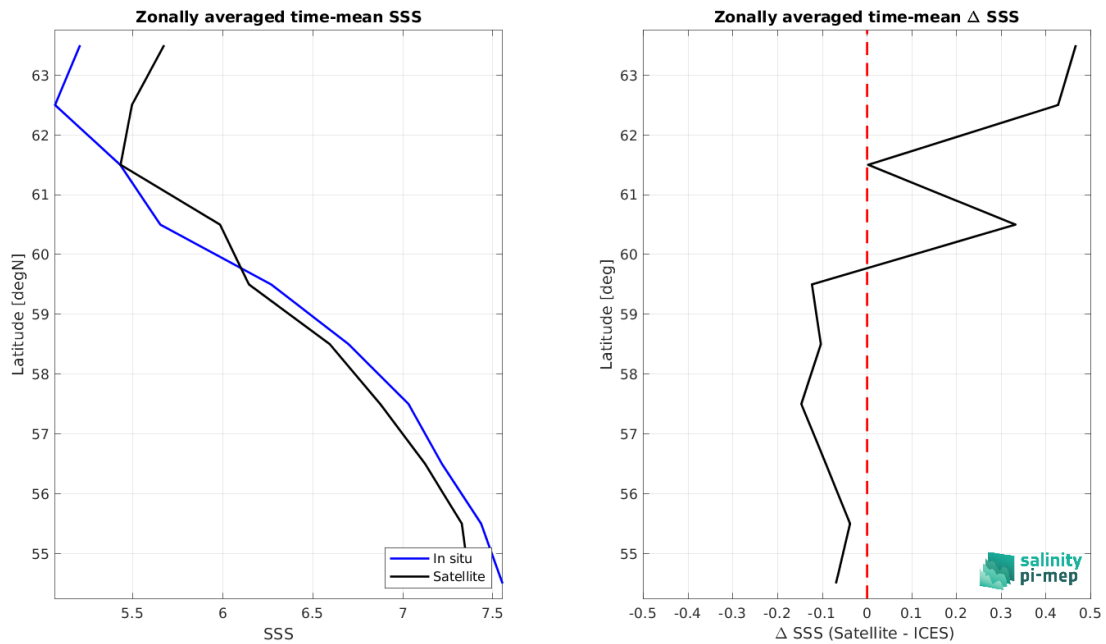 Zonally averaged time-mean SSS
63
62
61
60
59
58
57
56
55
Latitude [degN]
5.5 6 6.5 7 7.5
SSS
In situ
Satellite
Zonally averaged time-mean Δ SSS
63
62
61
60
59
58
57
56
55
Latitude [deg]
-0.5 -0.4 -0.3 -0.2 -0.1 0 0.1 0.2 0.3 0.4 0.5
Δ SSS (Satellite - ICES)
salinity
pi-mep